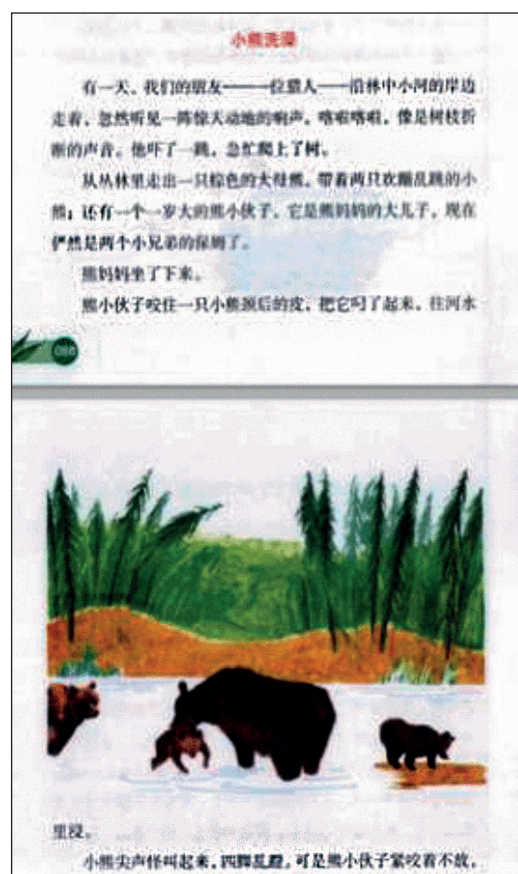 小熊洗澡
有一天，我们的朋友——一位猎人——沿林中小河的岸边
走着，忽然听见一阵惊天动地的响声，喀啦喀啦，像是树枝折
断的声音。他吓了一跳，急忙爬上了树。
从丛林里走出一只棕色的大母熊，带着两只欢蹦乱跳的小
熊；还有一个一岁大的熊小伙子，它是熊妈妈的大儿子，现在
俨然是两个小兄弟的保姆了。
熊妈妈坐了下来。
熊小伙子咬住一只小熊颈后的皮，把它叼了起来，往河水
里浸。
小熊尖声怪叫起来，四脚乱蹬，可是熊小伙子紧咬着不放，